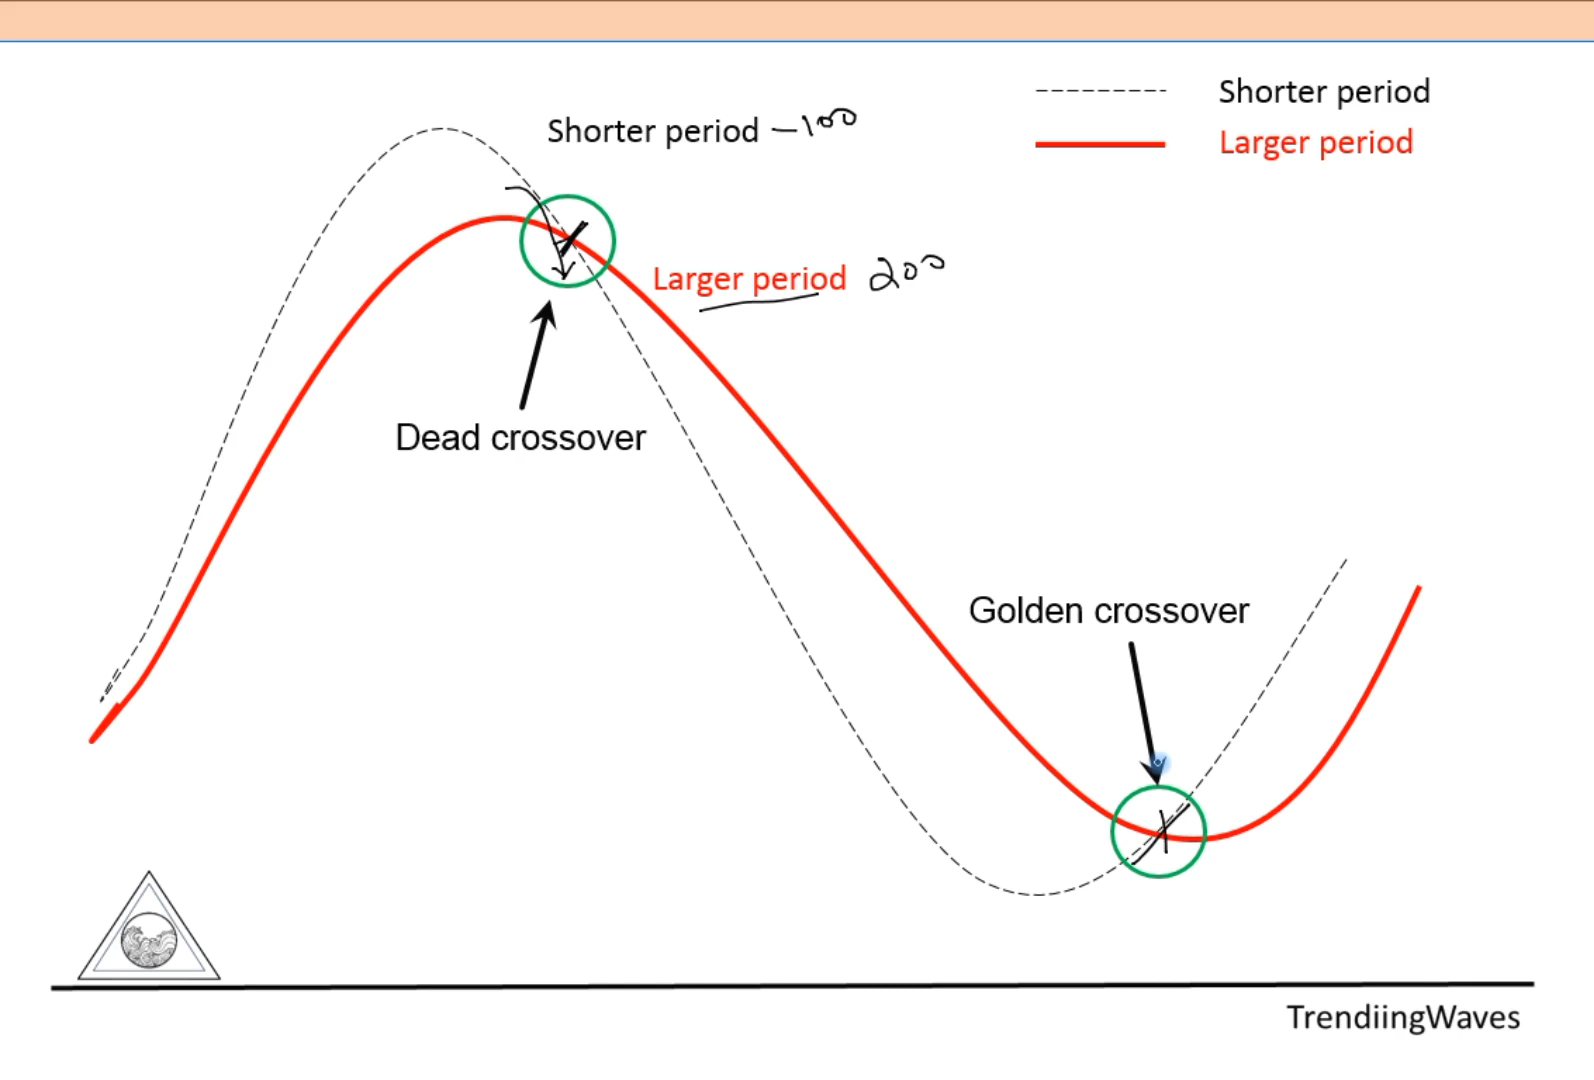 Shorter period
Larger period
Shorter period – 100
Larger period 200
Dead crossover
Golden crossover
TrendiingWaves